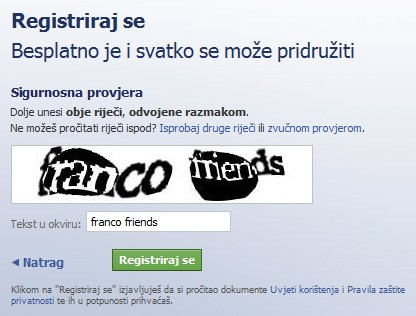 Registriraj se
Besplatno je i svatko se može pridružiti
Sigurnosna provjera
Dolje unesi obje riječi, odvojene razmakom.
Ne možeš pročitati riječi ispod? Isprobaj druge riječi ili zvučnom provjerom.
franco friends
Tekst u okviru: franco friends
Natrag Registriraj se
Klikom na "Registriraj se" izjavljuješ da si pročitao dokumente Uvjeti korištenja i Pravila zaštite
privatnosti te ih u potpunosti prihvaćaš.